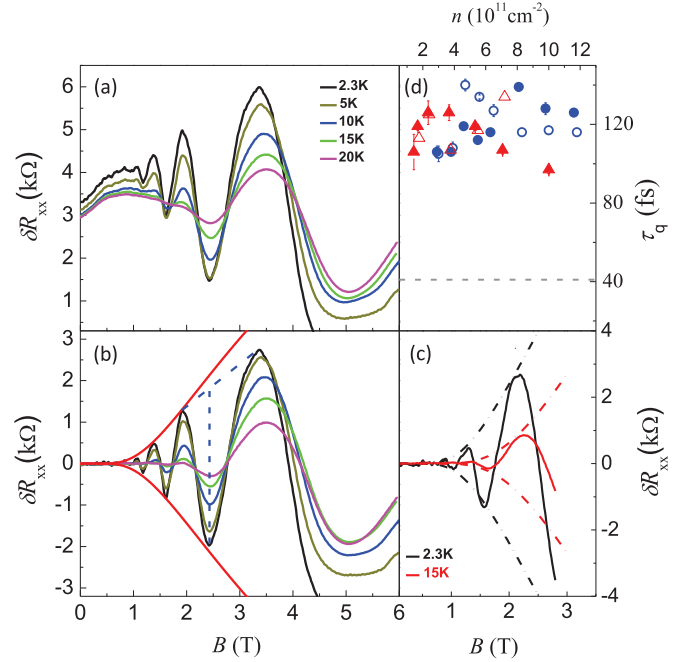 n (10¹¹cm⁻²)
2 4 6 8 10 12
(a)
2.3K
5K
10K
15K
20K
δRxx(kΩ)
6
5
4
3
2
1
(d)
120
80
40
4
τq (fs)
(b)
δRxx(kΩ)
3
2
1
0
-1
-2
-3
0 1 2 3 4 5 6
B (T)
(c)
2.3K
15K
2
0
-2
-4
δRxx(kΩ)
1 2 3
B (T)